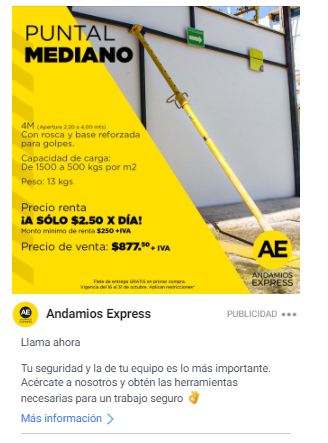 PUNTAL
MEDIANO
4M (Apertura 2.20 a 4.00 mts)
Con rosca y base reforzada
para golpes.
Capacidad de carga:
De 1500 a 500 kgs por m2
Peso: 13 kgs
Precio renta
¡A SÓLO $2.50 X DÍA!
Monto mínimo de renta $250 +IVA
Precio de venta: $877.50 + IVA
Flete de entrega GRATIS en primer compra.
Vigencia del 16 al 31 de octubre. Aplican restricciones*
AE
ANDAMIOS
EXPRESS
AE
Andamios Express
PUBLICIDAD
Llama ahora
Tu seguridad y la de tu equipo es lo más importante.
Acércate a nosotros y obtén las herramientas
necesarias para un trabajo seguro 👌
Más información >